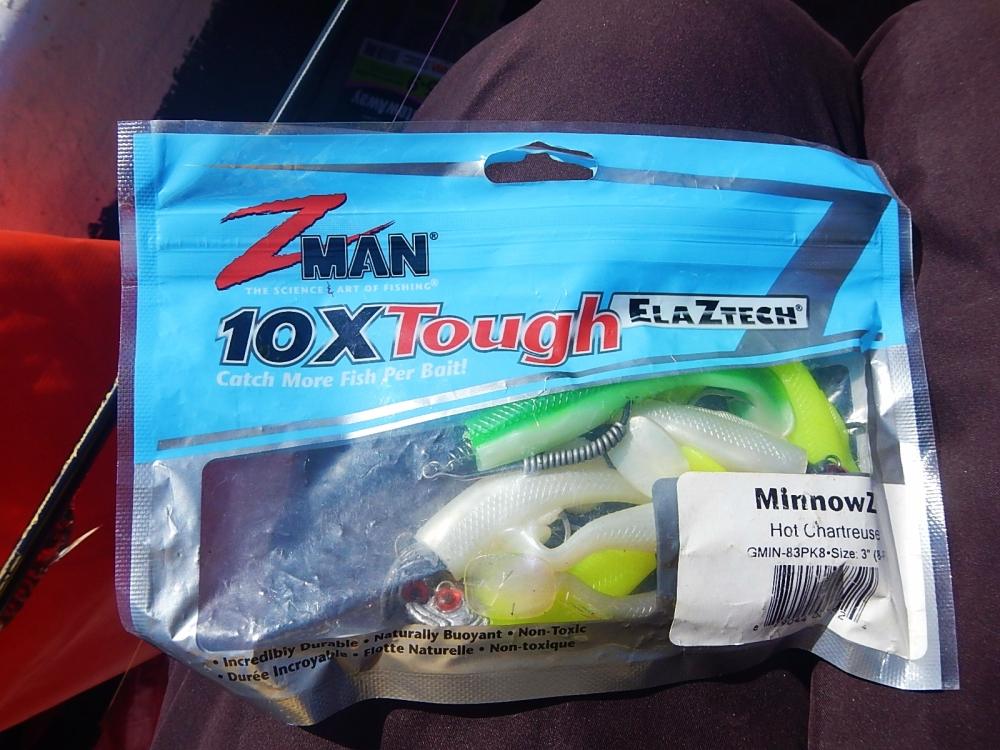 ZMAN®
THE SCIENCE & ART OF FISHING®
10X Tough ELAZTECH®
Catch More Fish Per Bait!
MinnowZ
Hot Chartreuse
GMIN-83PK8•Size: 3" (8-
• Incredibly Durable • Naturally Buoyant • Non-Toxic
• Durée Incroyable • Flotte Naturelle • Non-toxique